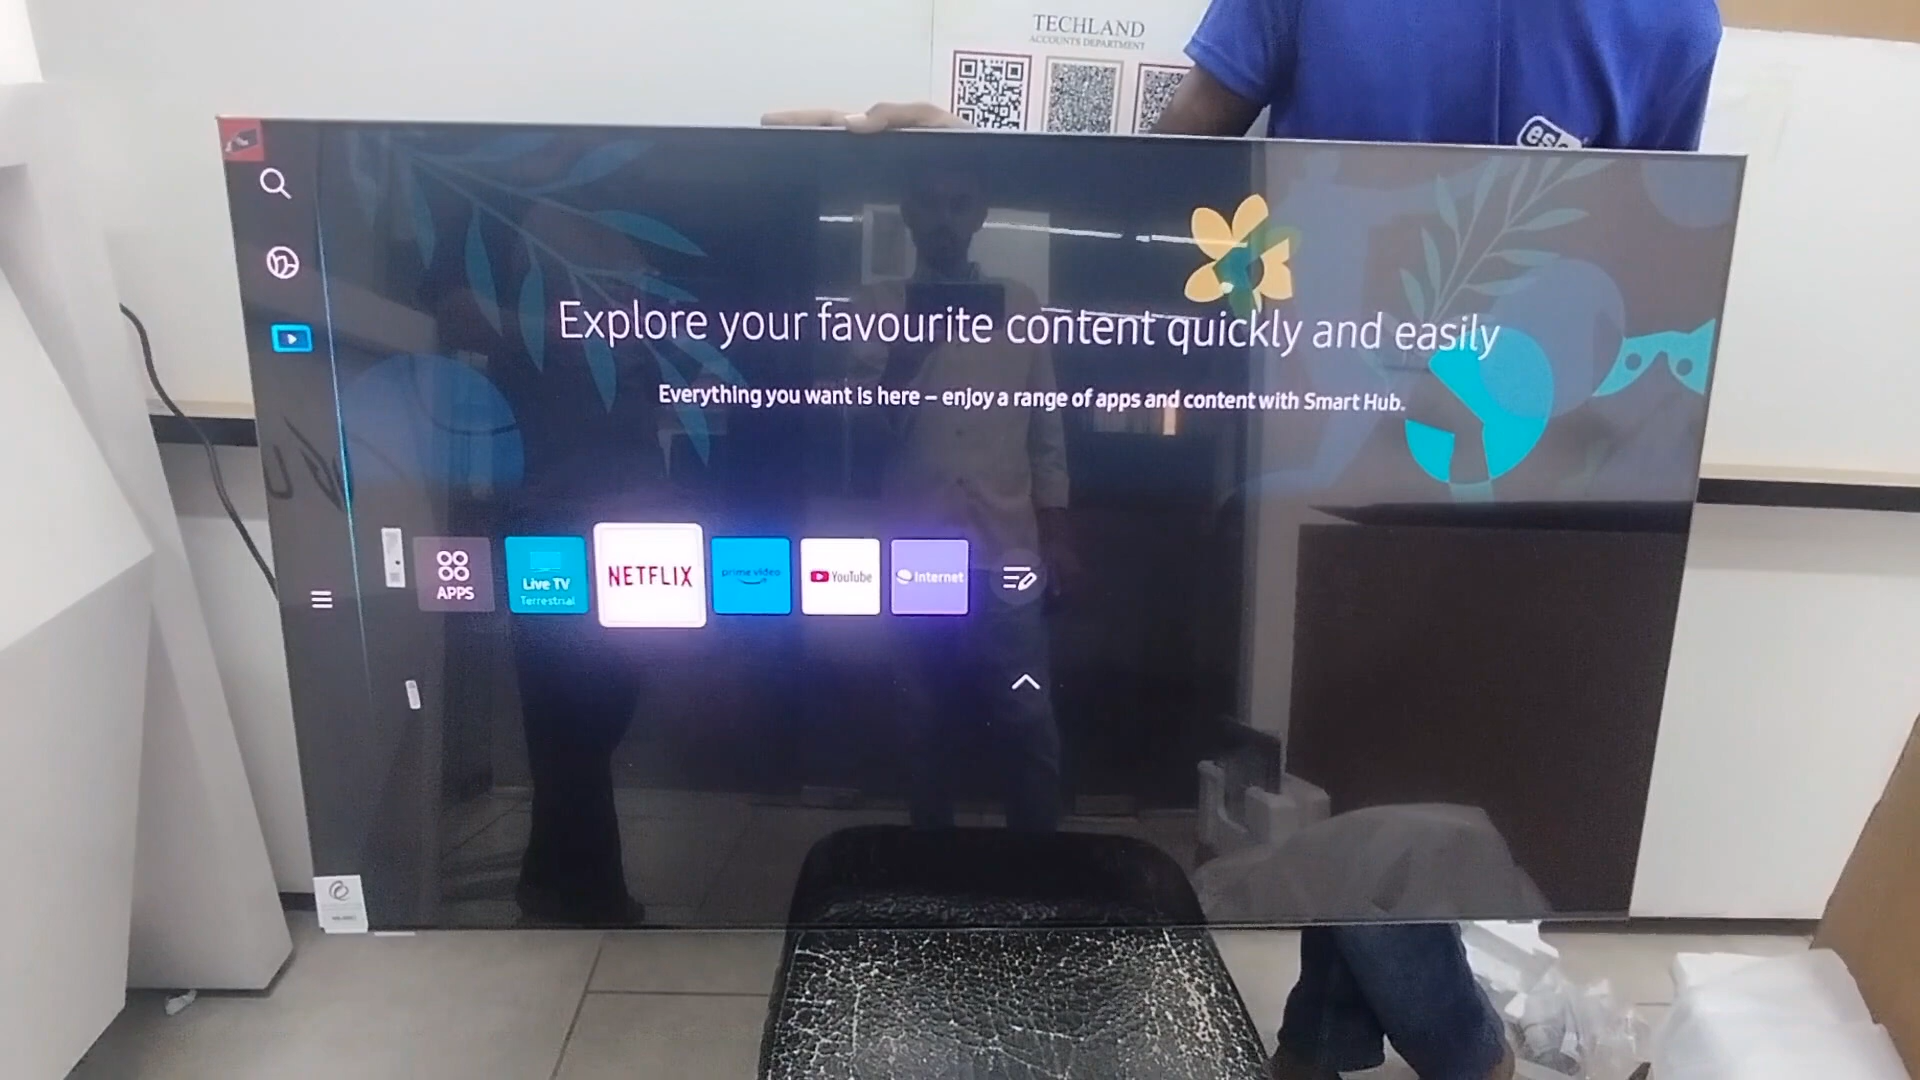 TECHLAND
ACCOUNTS DEPARTMENT
Explore your favourite content quickly and easily
Everything you want is here – enjoy a range of apps and content with Smart Hub.
APPS
Live TV
Terrestrial
NETFLIX
prime video
YouTube
Internet